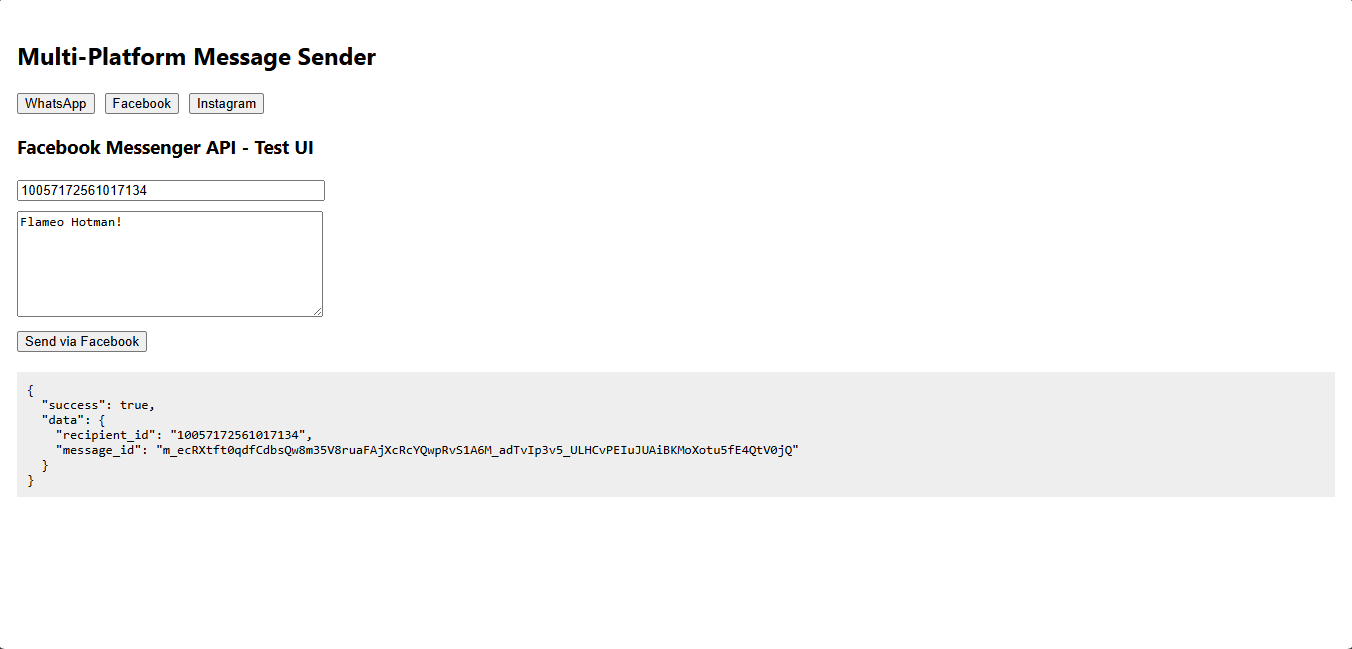 Multi-Platform Message Sender
WhatsApp Facebook Instagram
Facebook Messenger API - Test UI
10057172561017134
Flameo Hotman!
Send via Facebook
{
  "success": true,
  "data": {
    "recipient_id": "10057172561017134",
    "message_id": "m_ecRXtft0qdfCdbsQw8m35V8ruaFAjXcRcYQwpRvS1A6M_adTvIp3v5_ULHCvPEIuJUAiBKMoXotu5fE4QtV0jQ"
  }
}